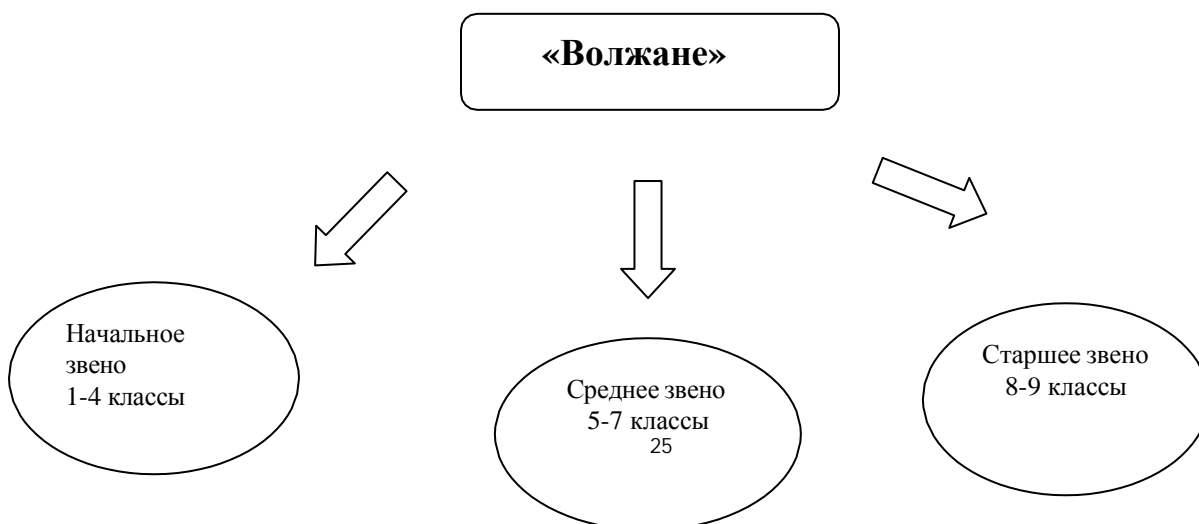 «Волжане»
Начальное
звено
1-4 классы
Среднее звено
5-7 классы
25
Старшее звено
8-9 классы